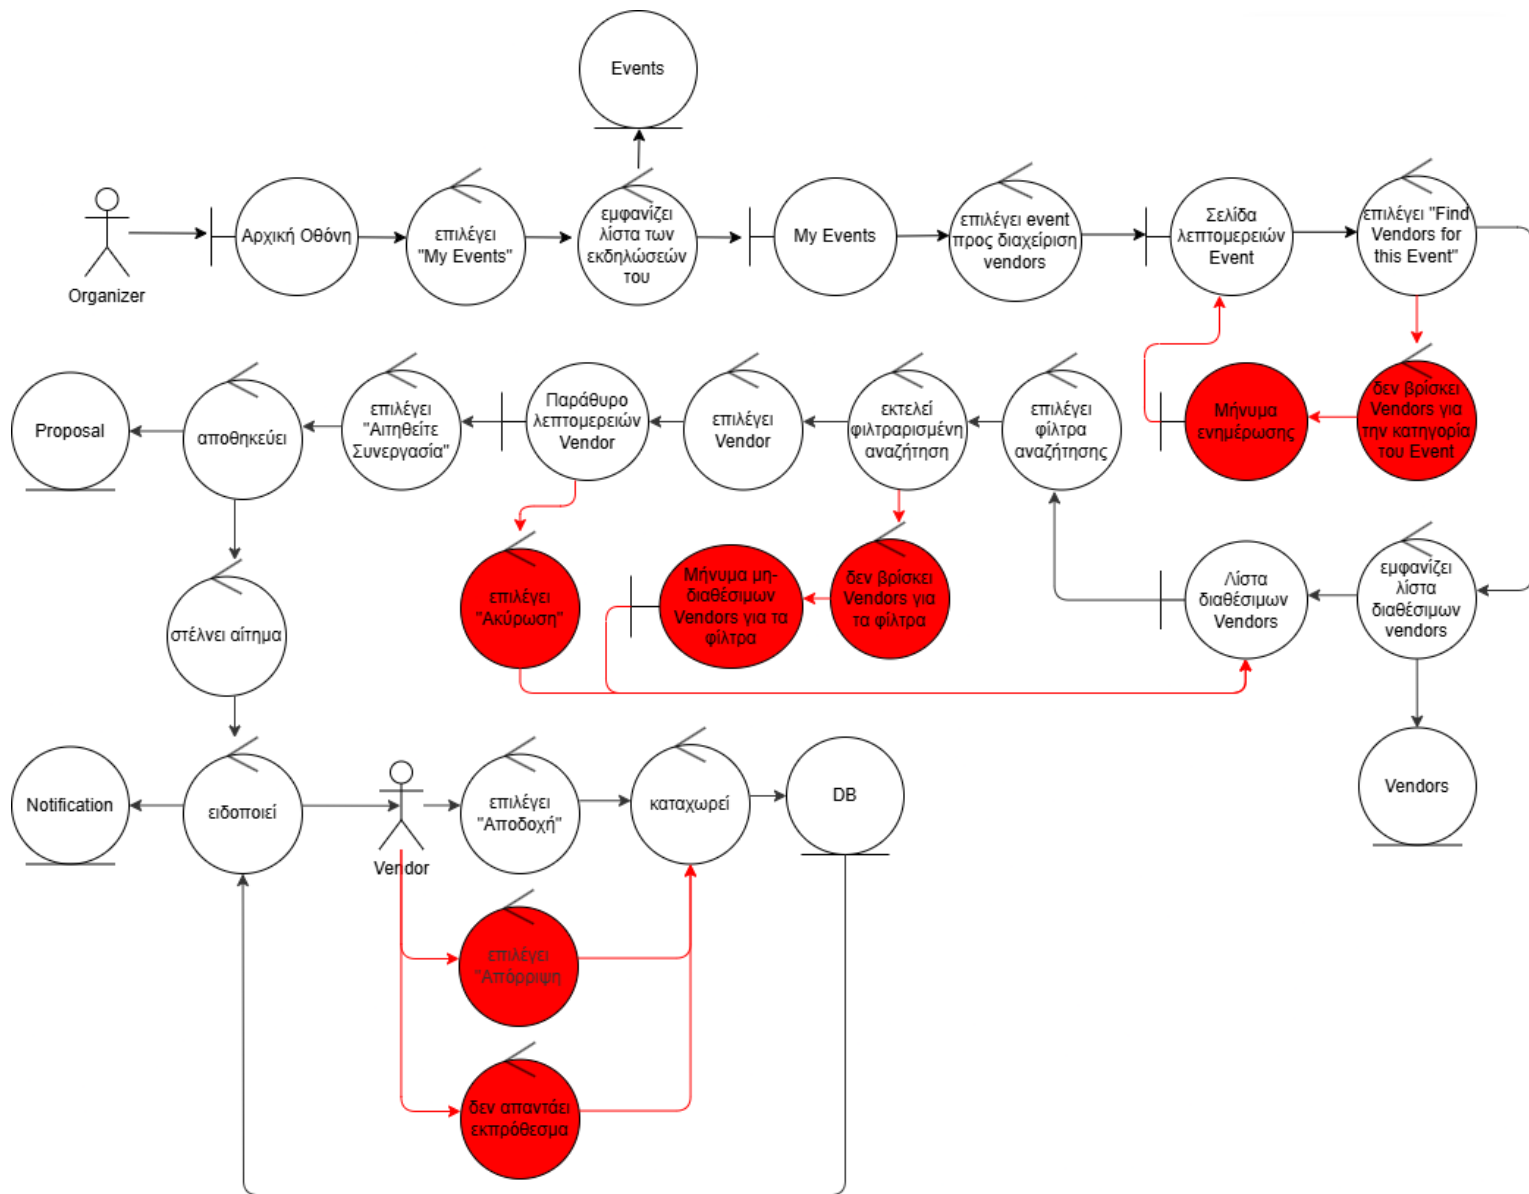 Events
Organizer
Αρχική Οθόνη
επιλέγει
"My Events"
εμφανίζει
λίστα των
εκδηλώσεών
του
My Events
επιλέγει event
προς διαχείριση
vendors
Σελίδα
λεπτομερειών
Event
επιλέγει "Find
Vendors for
this Event"
Proposal
αποθηκεύει
επιλέγει
"Αιτηθείτε
Συνεργασία"
Παράθυρο
λεπτομερειών
Vendor
επιλέγει
Vendor
εκτελεί
φιλτραρισμένη
αναζήτηση
επιλέγει
φίλτρα
αναζήτησης
Μήνυμα
ενημέρωσης
δεν βρίσκει
Vendors για
την κατηγορία
του Event
στέλνει αίτημα
επιλέγει
"Ακύρωση"
Μήνυμα μη-
διαθέσιμων
Vendors για τα
φίλτρα
δεν βρίσκει
Vendors για
τα φίλτρα
Λίστα
διαθέσιμων
Vendors
εμφανίζει
λίστα
διαθέσιμων
vendors
Notification
ειδοποιεί
Vendor
επιλέγει
"Αποδοχή"
καταχωρεί
DB
Vendors
επιλέγει
"Απόρριψη
δεν απαντάει
εκπρόθεσμα